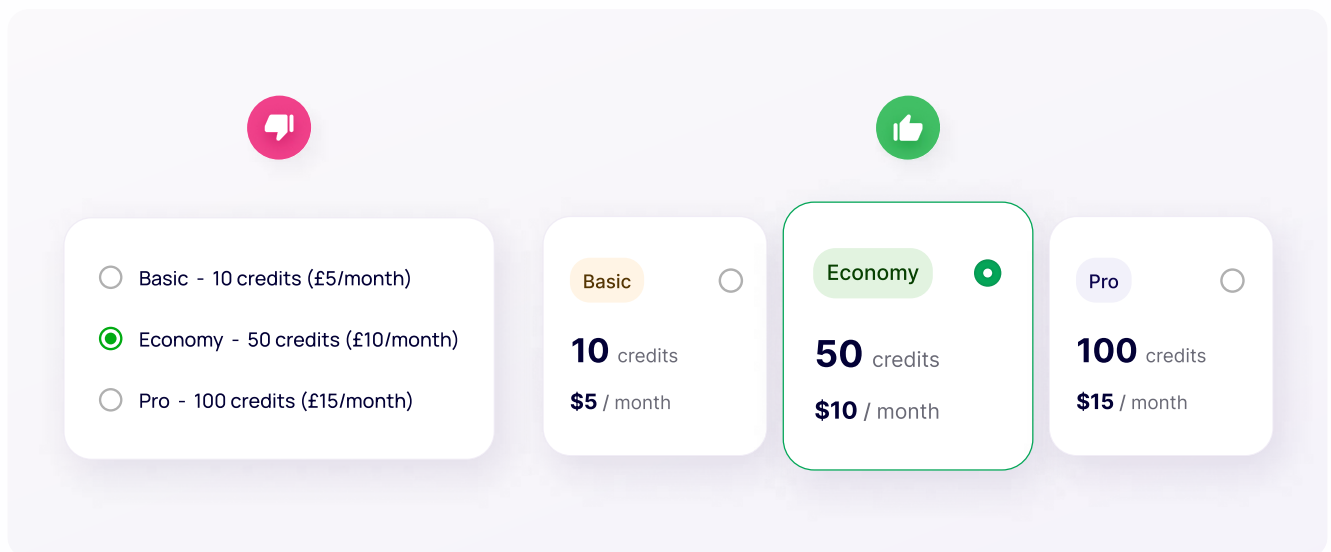 Basic - 10 credits (£5/month)
Economy - 50 credits (£10/month)
Pro - 100 credits (£15/month)
Basic
10 credits
$5 / month
Economy
50 credits
$10 / month
Pro
100 credits
$15 / month